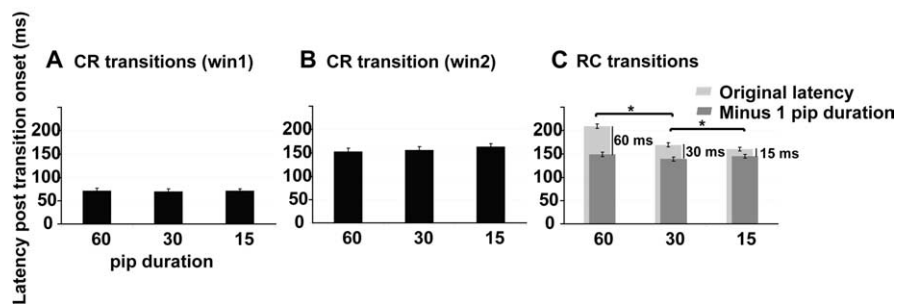 Latency post transition onset (ms)
A CR transitions (win1)
200
150
100
50
0
60 30 15
pip duration
B CR transition (win2)
200
150
100
50
0
60 30 15
C RC transitions
Original latency
Minus 1 pip duration
* *
200
150
100
50
0
60 ms
30 ms
15 ms
60 30 15